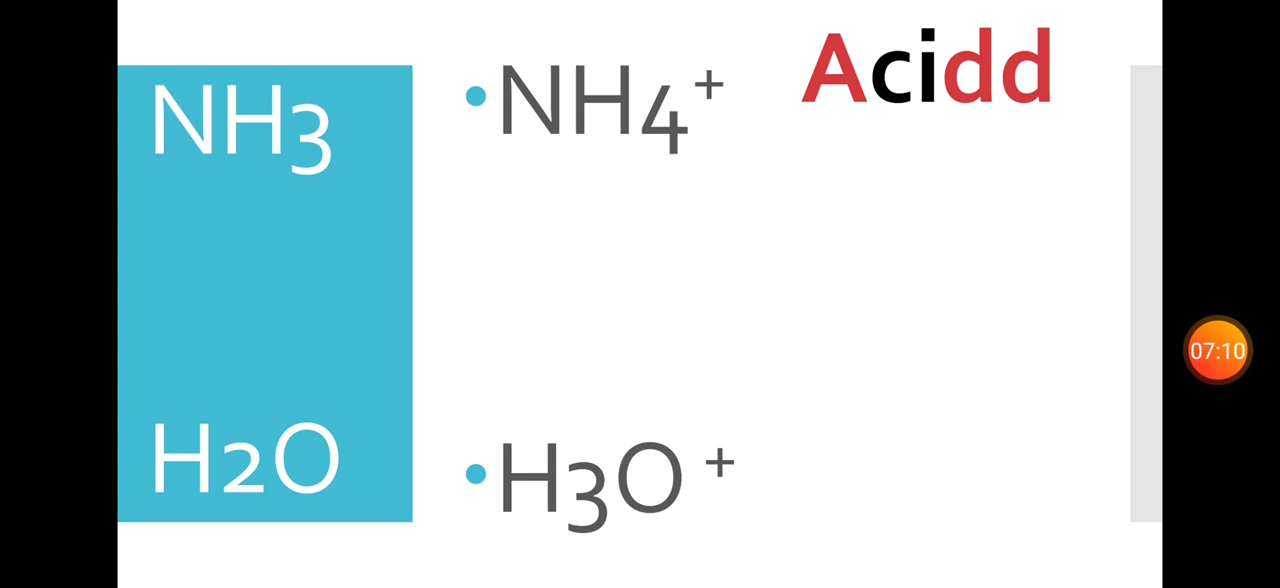 NH3
H2O
• NH4⁺
• H3O⁺
Acidd
07:10